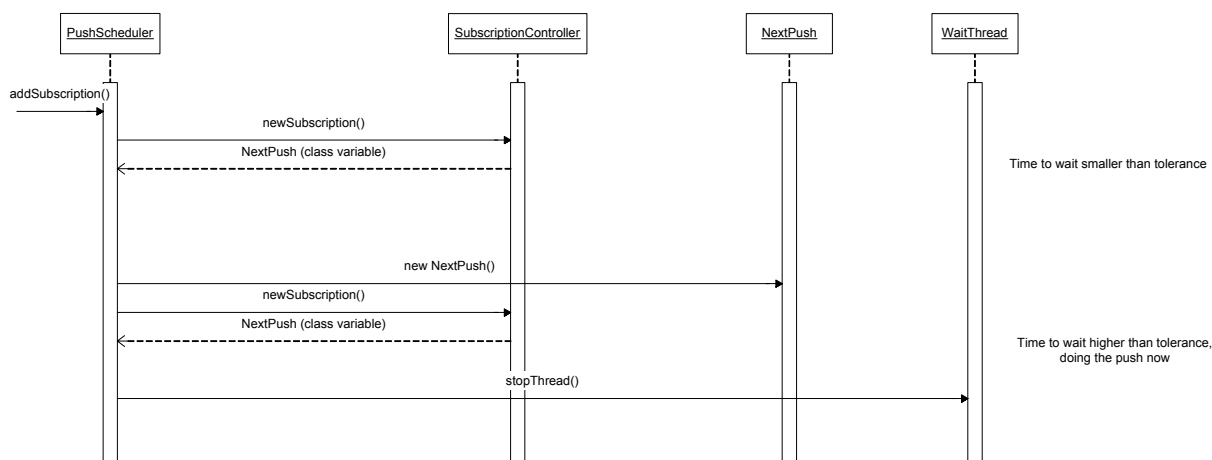 PushScheduler
SubscriptionController
NextPush
WaitThread
addSubscription()
newSubscription()
NextPush (class variable)
Time to wait smaller than tolerance
new NextPush()
newSubscription()
NextPush (class variable)
Time to wait higher than tolerance,
doing the push now
stopThread()